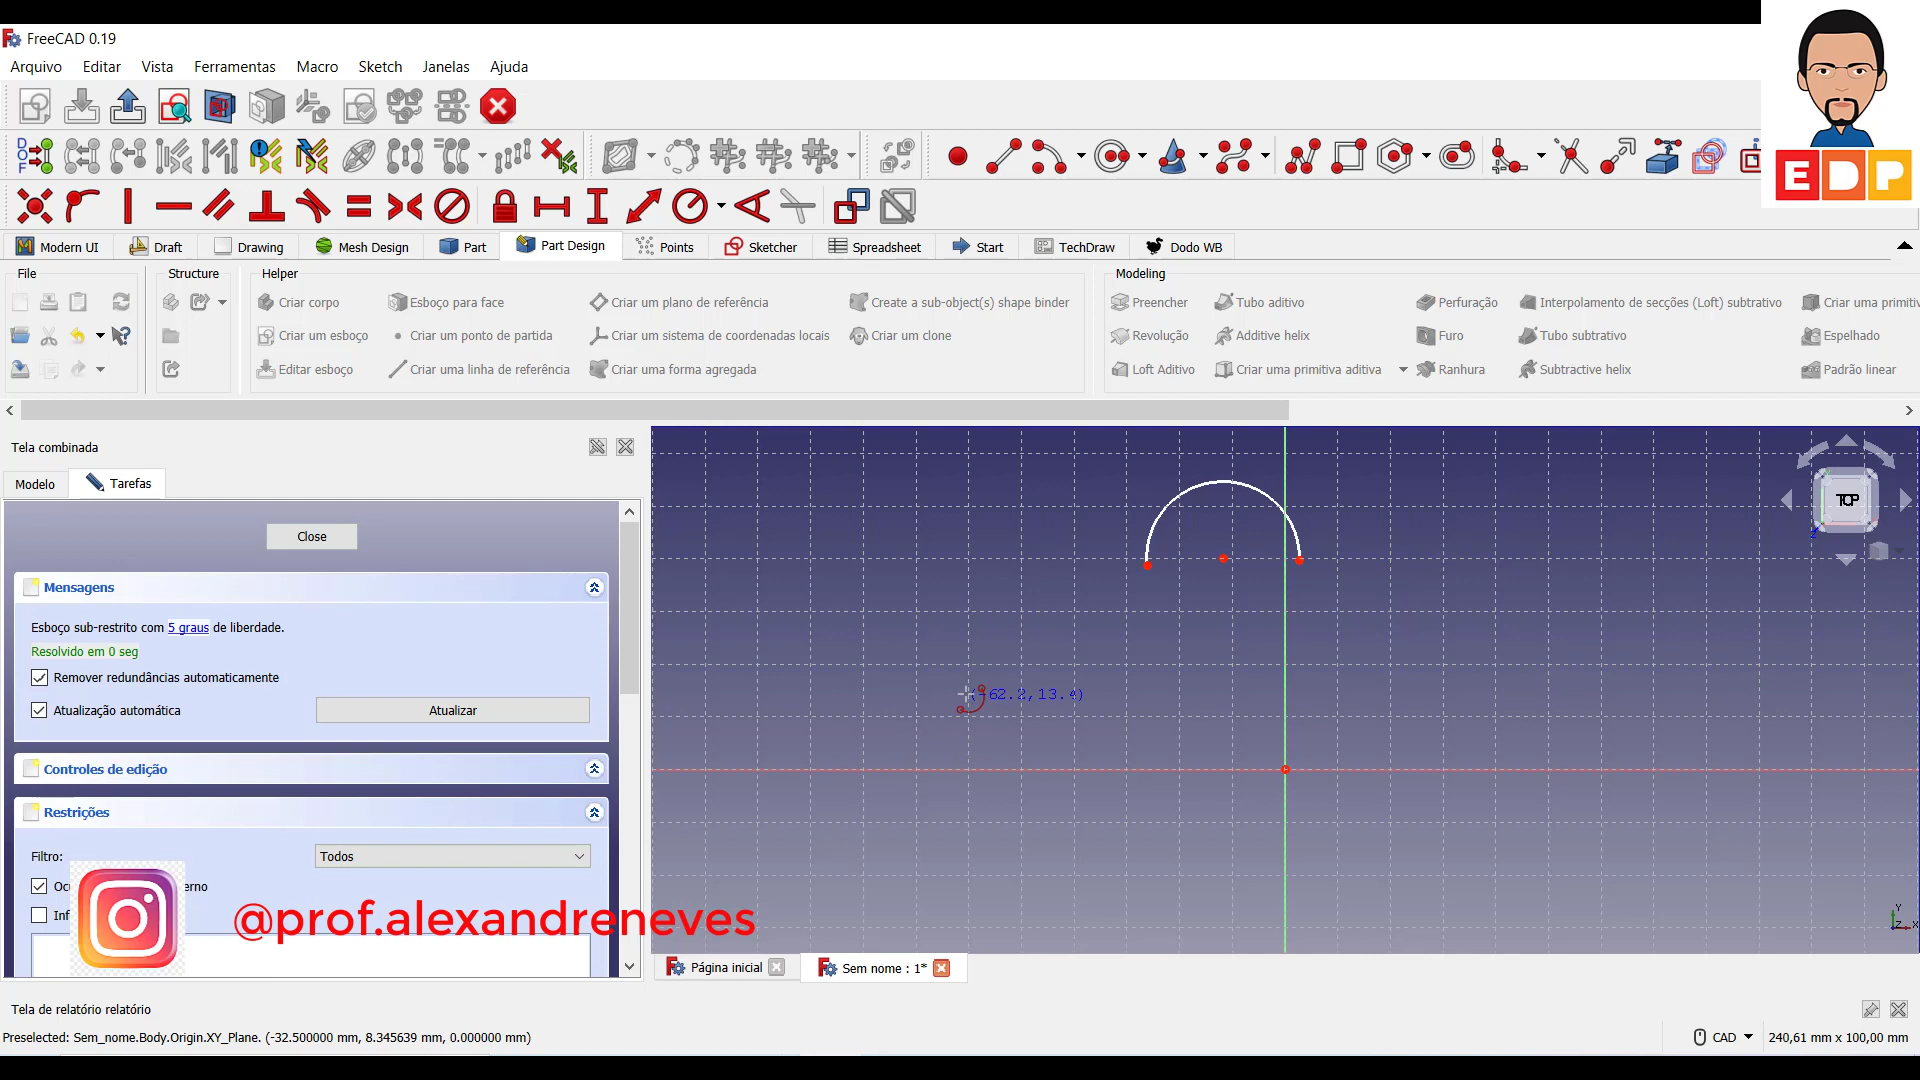 FreeCAD 0.19
Arquivo Editar Vista Ferramentas Macro Sketch Janelas Ajuda
DOF
EDP
Modern UI Draft Drawing Mesh Design Part Part Design Points Sketcher Spreadsheet Start TechDraw Dodo WB
File Structure Helper Modeling
Criar corpo Esboço para face Criar um plano de referência Create a sub-object(s) shape binder Preencher Tubo aditivo Perfuração Interpolamento de secções (Loft) subtrativo Criar uma primitiv
Criar um esboço Criar um ponto de partida Criar um sistema de coordenadas locais Criar um clone Revolução Additive helix Furo Tubo subtrativo Espelhado
Editar esboço Criar uma linha de referência Criar uma forma agregada Loft Aditivo Criar uma primitiva aditiva Ranhura Subtractive helix Padrão linear
Tela combinada
Modelo Tarefas
TOP
Z
Close
Mensagens
Esboço sub-restrito com 5 graus de liberdade.
Resolvido em 0 seg
Remover redundâncias automaticamente
(-62.2,13.4)
Atualização automática Atualizar
Controles de edição
Restrições
Filtro: Todos
erno
Inf
@prof.alexandreneves
Y
Z X
Página inicial Sem nome : 1*
Tela de relatório relatório
Preselected: Sem_nome.Body.Origin.XY_Plane. (-32.500000 mm, 8.345639 mm, 0.000000 mm) CAD 240,61 mm x 100,00 mm